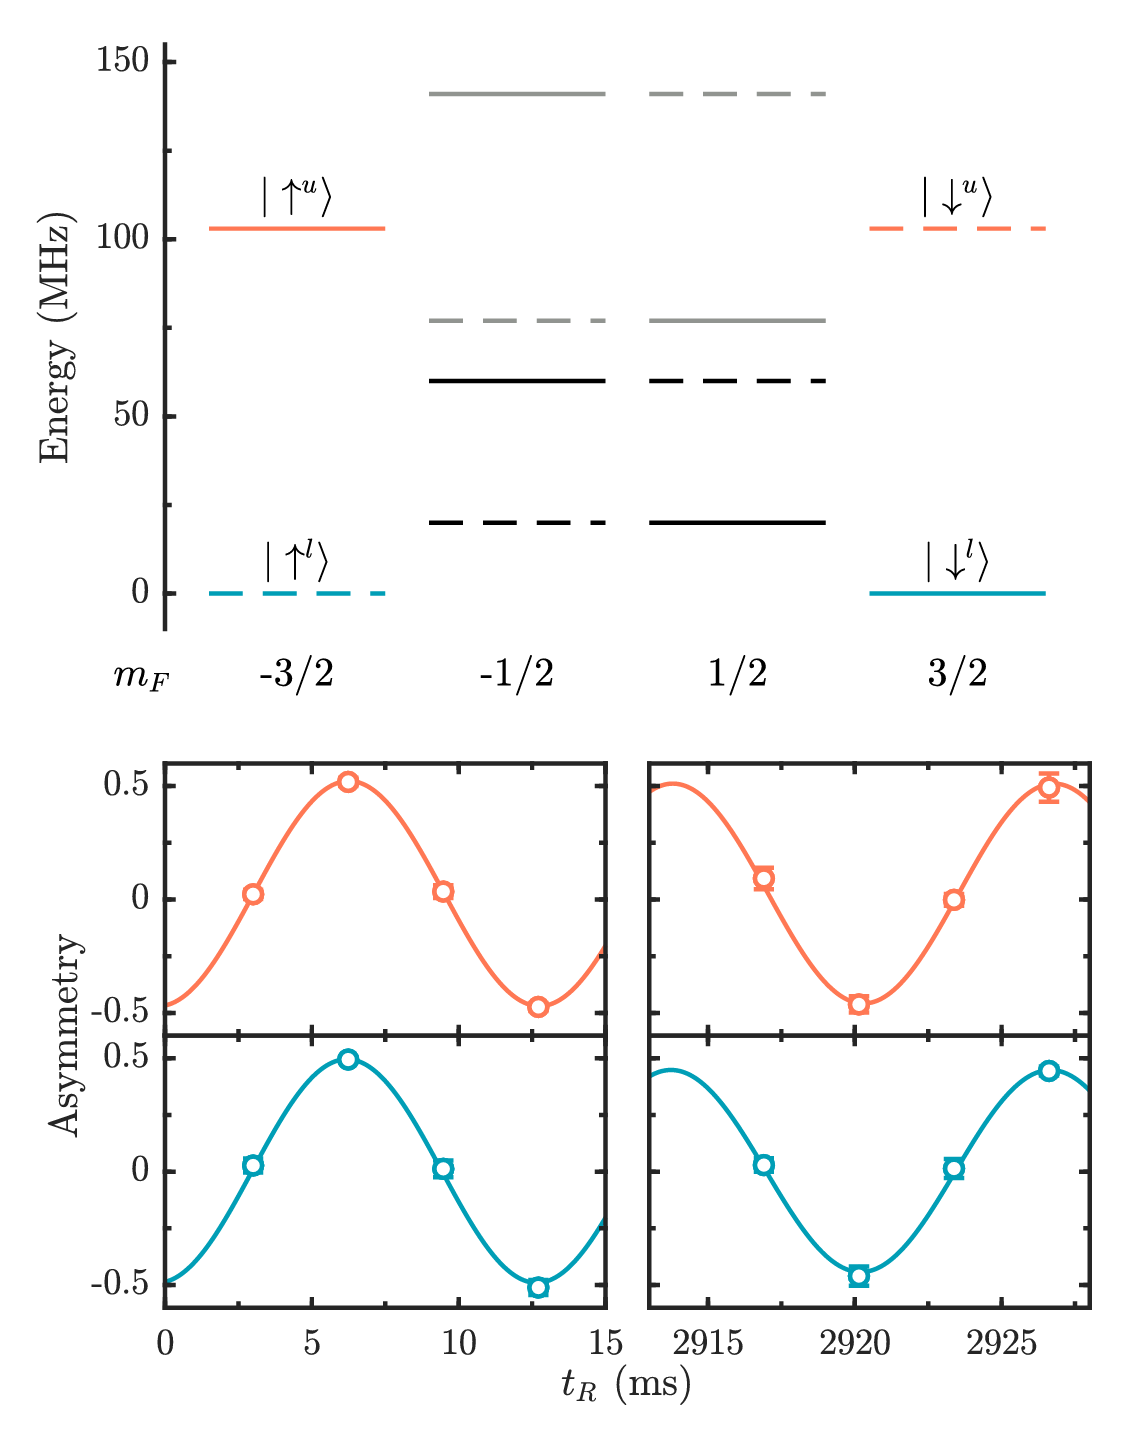 150
100
50
0
Energy (MHz)
| ↑ᵘ⟩
| ↓ᵘ⟩
| ↑ˡ⟩
| ↓ˡ⟩
m_F -3/2 -1/2 1/2 3/2
0.5
0
-0.5
0.5
0
-0.5
Asymmetry
0 5 10 15 2915 2920 2925
t_R (ms)